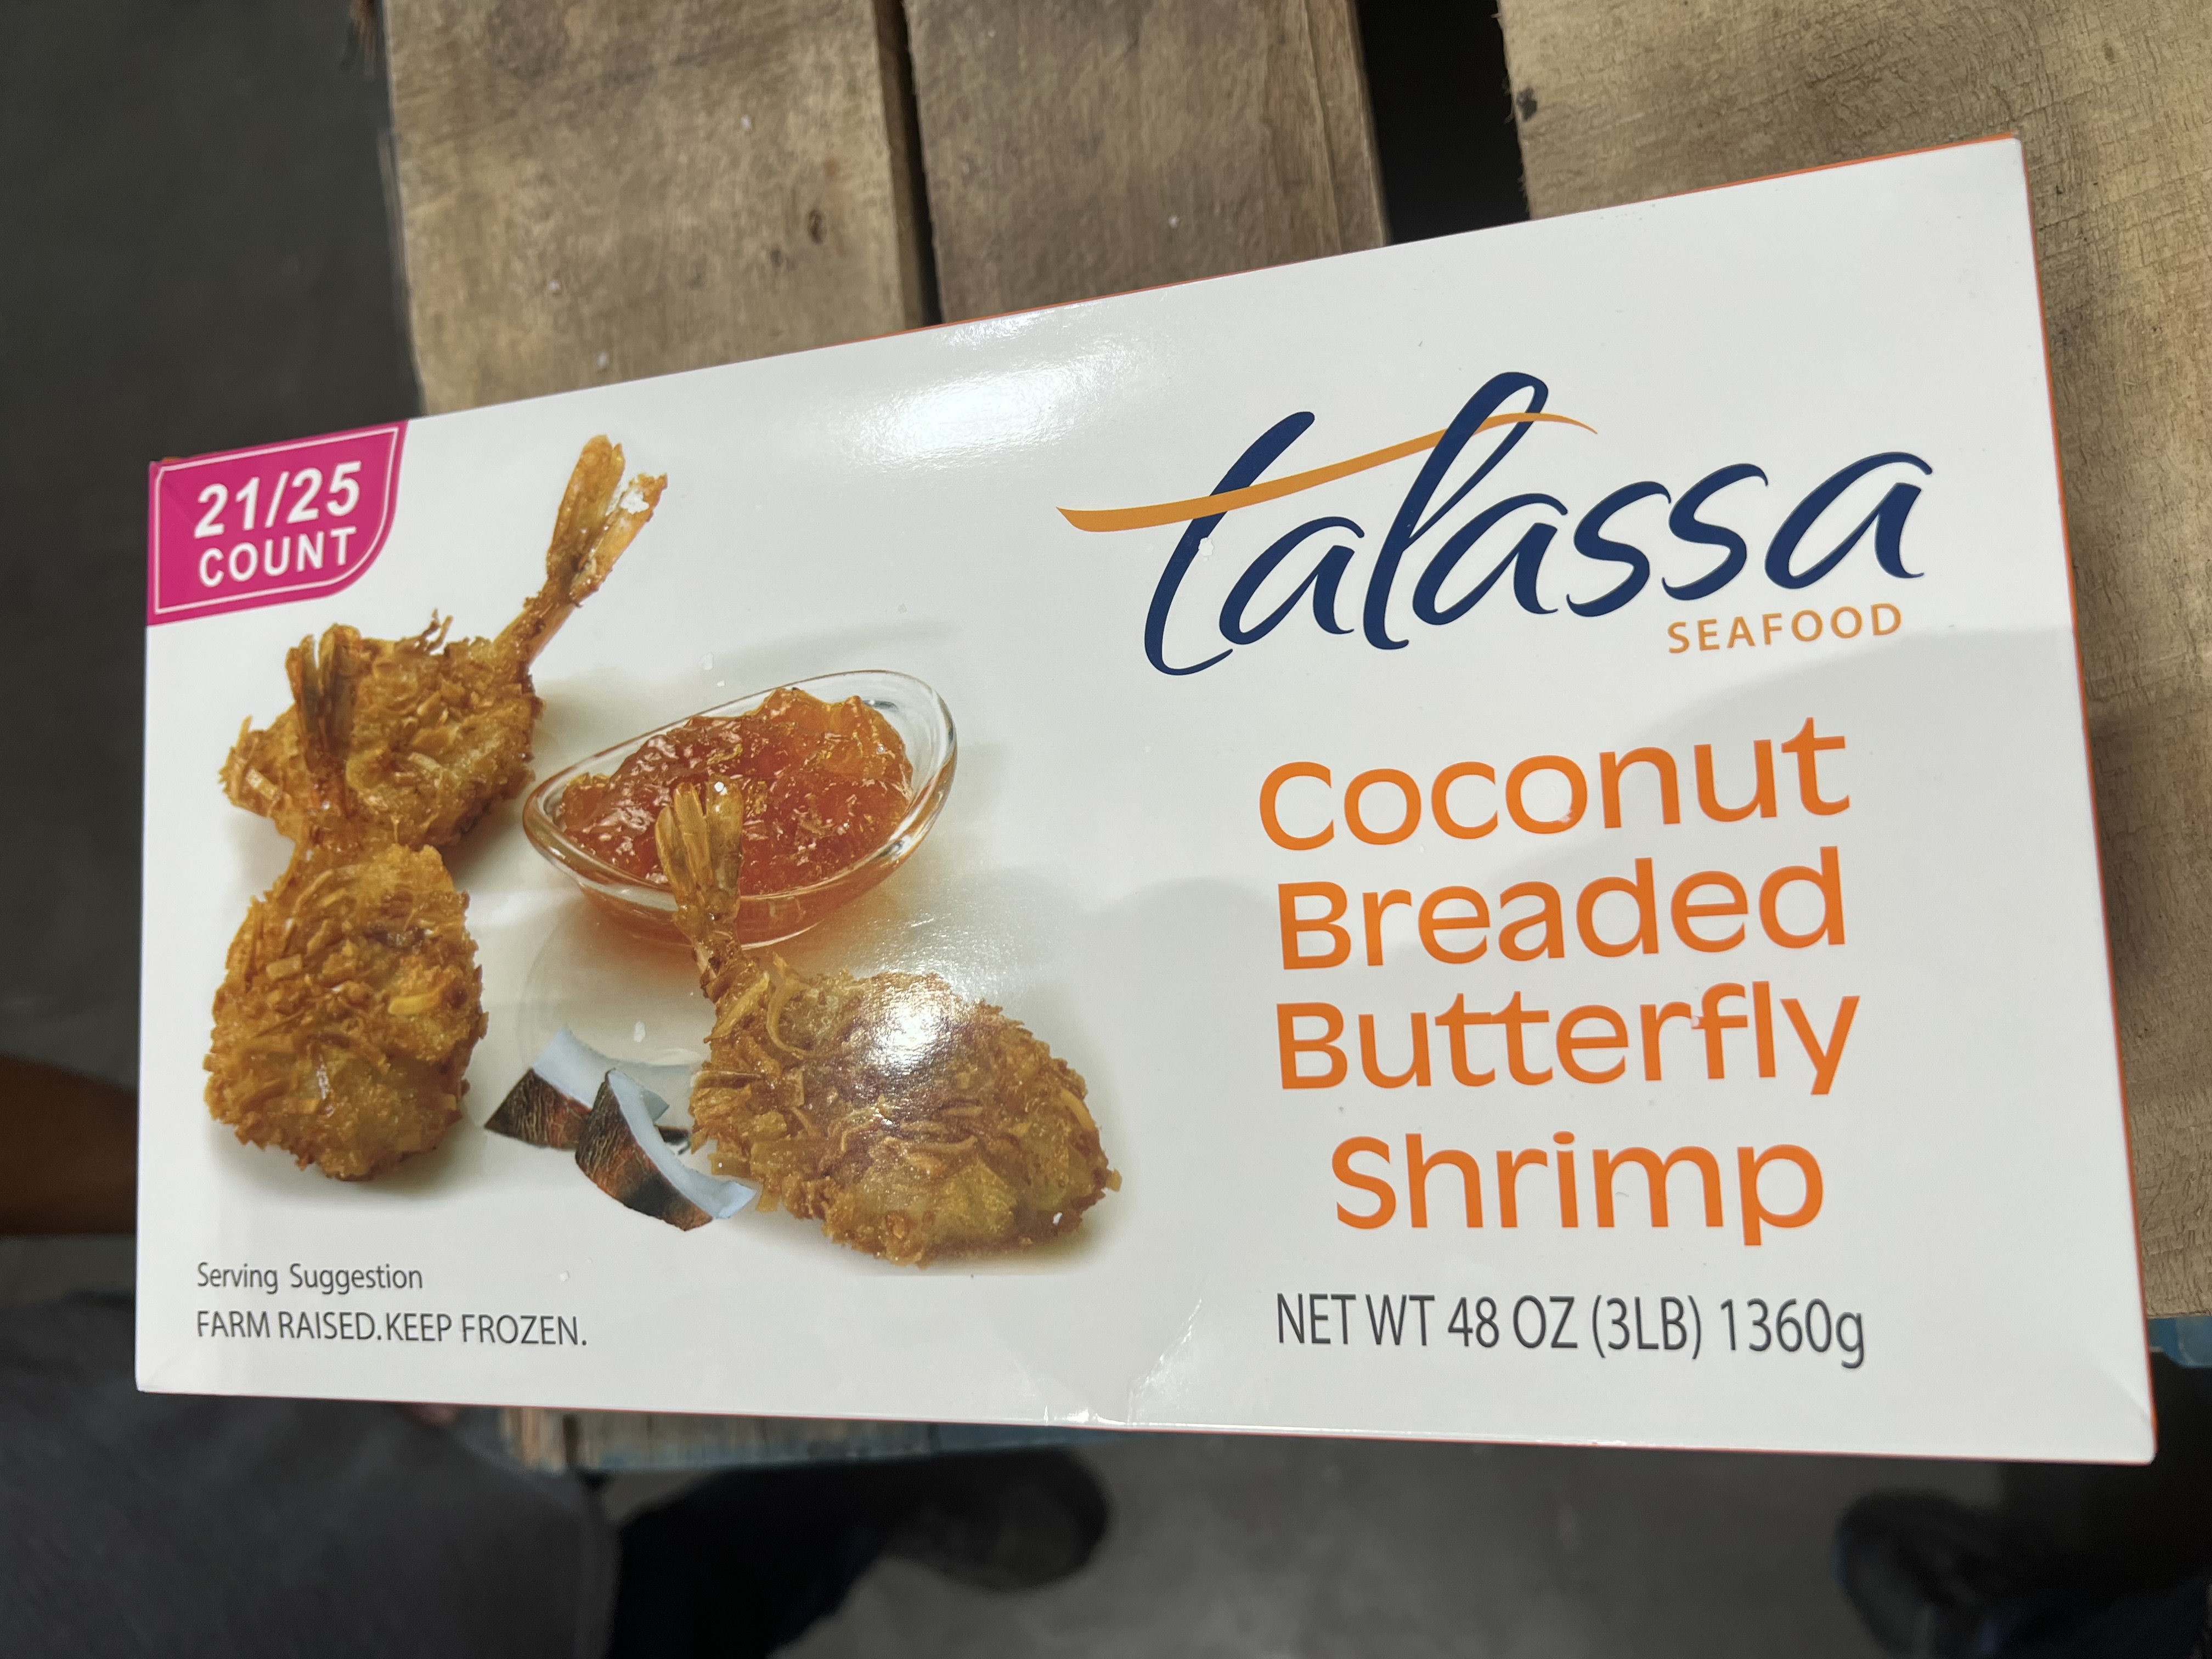 21/25
COUNT
talassa
SEAFOOD
Coconut
Breaded
Butterfly
Shrimp
Serving Suggestion
FARM RAISED.KEEP FROZEN.
NET WT 48 OZ (3LB) 1360g